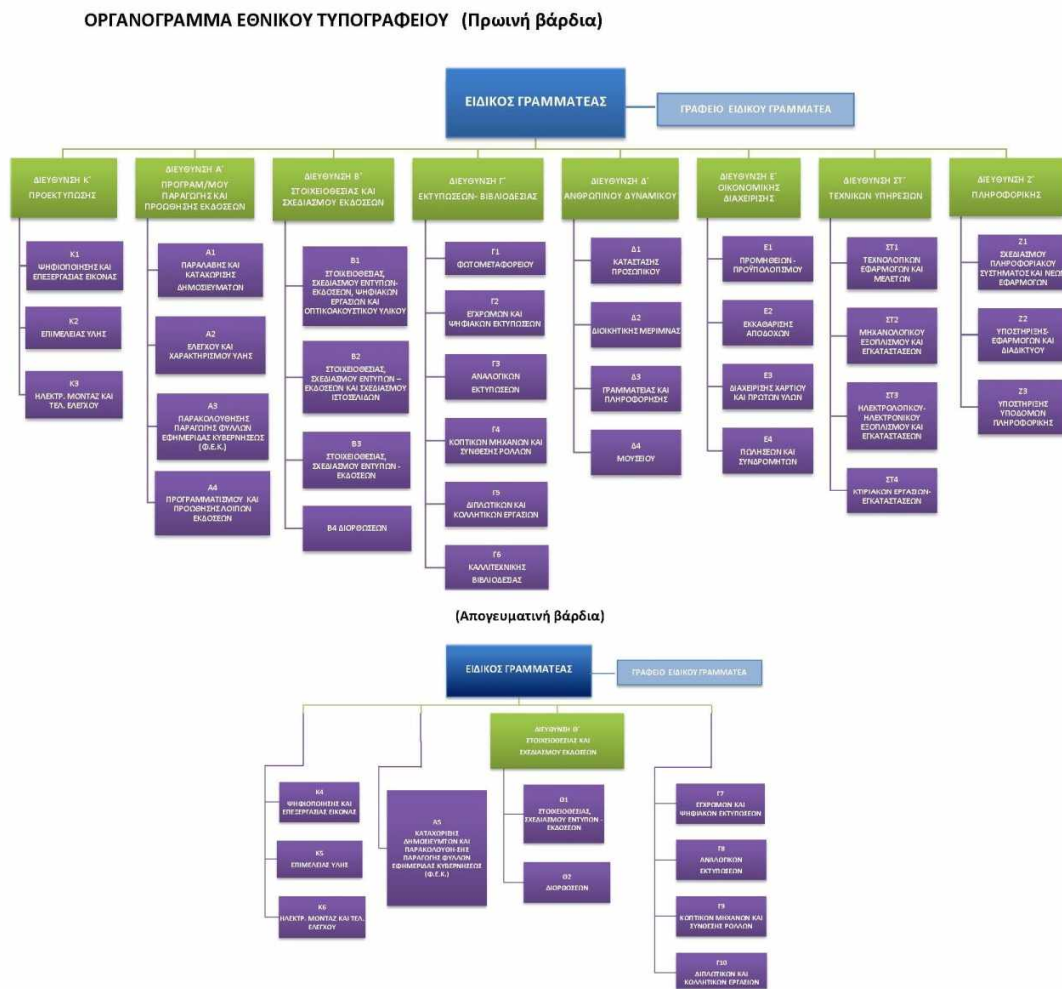 ΟΡΓΑΝΟΓΡΑΜΜΑ ΕΘΝΙΚΟΥ ΤΥΠΟΓΡΑΦΕΙΟΥ (Πρωινή βάρδια)
ΕΙΔΙΚΟΣ ΓΡΑΜΜΑΤΕΑΣ
ΓΡΑΦΕΙΟ ΕΙΔΙΚΟΥ ΓΡΑΜΜΑΤΕΑ
ΔΙΕΥΘΥΝΣΗ Κ΄
ΠΡΟΕΚΤΥΠΩΣΗΣ
Κ1
ΨΗΦΙΟΠΟΙΗΣΗΣ ΚΑΙ
ΕΠΕΞΕΡΓΑΣΙΑΣ ΕΙΚΟΝΑΣ
Κ2
ΕΠΙΜΕΛΕΙΑΣ ΥΛΗΣ
Κ3
ΗΛΕΚΤΡ. ΜΟΝΤΑΖ ΚΑΙ
ΤΕΛ. ΕΛΕΓΧΟΥ
ΔΙΕΥΘΥΝΣΗ Α΄
ΠΡΟΓΡΑΜ/ΜΟΥ
ΠΑΡΑΓΩΓΗΣ ΚΑΙ
ΠΡΟΩΘΗΣΗΣ ΕΚΔΟΣΕΩΝ
Α1
ΠΑΡΑΛΑΒΗΣ ΚΑΙ
ΚΑΤΑΧΩΡΙΣΗΣ
ΔΗΜΟΣΙΕΥΜΑΤΩΝ
Α2
ΕΛΕΓΧΟΥ ΚΑΙ
ΧΑΡΑΚΤΗΡΙΣΜΟΥ ΥΛΗΣ
Α3
ΠΑΡΑΚΟΛΟΥΘΗΣΗΣ
ΠΑΡΑΓΩΓΗΣ ΦΥΛΛΩΝ
ΕΦΗΜΕΡΙΔΑΣ ΚΥΒΕΡΝΗΣΕΩΣ
(Φ.Ε.Κ.)
Α4
ΠΡΟΓΡΑΜΜΑΤΙΣΜΟΥ ΚΑΙ
ΠΡΟΩΘΗΣΗΣ ΛΟΙΠΩΝ
ΕΚΔΟΣΕΩΝ
ΔΙΕΥΘΥΝΣΗ Β΄
ΣΤΟΙΧΕΙΟΘΕΣΙΑΣ ΚΑΙ
ΣΧΕΔΙΑΣΜΟΥ ΕΚΔΟΣΕΩΝ
Β1
ΣΤΟΙΧΕΙΟΘΕΣΙΑΣ,
ΣΧΕΔΙΑΣΜΟΥ ΕΝΤΥΠΩΝ-
ΕΚΔΟΣΕΩΝ, ΨΗΦΙΑΚΩΝ
ΕΡΓΑΣΙΩΝ ΚΑΙ
ΟΠΤΙΚΟΑΚΟΥΣΤΙΚΟΥ ΥΛΙΚΟΥ
Β2
ΣΤΟΙΧΕΙΟΘΕΣΙΑΣ,
ΣΧΕΔΙΑΣΜΟΥ ΕΝΤΥΠΩΝ –
ΕΚΔΟΣΕΩΝ ΚΑΙ ΣΧΕΔΙΑΣΜΟΥ
ΙΣΤΟΣΕΛΙΔΩΝ
Β3
ΣΤΟΙΧΕΙΟΘΕΣΙΑΣ,
ΣΧΕΔΙΑΣΜΟΥ ΕΝΤΥΠΩΝ -
ΕΚΔΟΣΕΩΝ
Β4 ΔΙΟΡΘΩΣΕΩΝ
ΔΙΕΥΘΥΝΣΗ Γ΄
ΕΚΤΥΠΩΣΕΩΝ- ΒΙΒΛΙΟΔΕΣΙΑΣ
Γ1
ΦΩΤΟΜΕΤΑΦΟΡΕΙΟΥ
Γ2
ΕΓΧΡΩΜΩΝ ΚΑΙ
ΨΗΦΙΑΚΩΝ ΕΚΤΥΠΩΣΕΩΝ
Γ3
ΑΝΑΛΟΓΙΚΩΝ
ΕΚΤΥΠΩΣΕΩΝ
Γ4
ΚΟΠΤΙΚΩΝ ΜΗΧΑΝΩΝ ΚΑΙ
ΣΥΝΘΕΣΗΣ ΡΟΛΛΩΝ
Γ5
ΔΙΠΛΩΤΙΚΩΝ ΚΑΙ
ΚΟΛΛΗΤΙΚΩΝ ΕΡΓΑΣΙΩΝ
Γ6
ΚΑΛΛΙΤΕΧΝΙΚΗΣ
ΒΙΒΛΙΟΔΕΣΙΑΣ
ΔΙΕΥΘΥΝΣΗ Δ΄
ΑΝΘΡΩΠΙΝΟΥ ΔΥΝΑΜΙΚΟΥ
Δ1
ΚΑΤΑΣΤΑΣΗΣ
ΠΡΟΣΩΠΙΚΟΥ
Δ2
ΔΙΟΙΚΗΤΙΚΗΣ ΜΕΡΙΜΝΑΣ
Δ3
ΓΡΑΜΜΑΤΕΙΑΣ ΚΑΙ
ΠΛΗΡΟΦΟΡΗΣΗΣ
Δ4
ΜΟΥΣΕΙΟΥ
ΔΙΕΥΘΥΝΣΗ Ε΄
ΟΙΚΟΝΟΜΙΚΗΣ
ΔΙΑΧΕΙΡΙΣΗΣ
Ε1
ΠΡΟΜΗΘΕΙΩΝ-
ΠΡΟΫΠΟΛΟΓΙΣΜΟΥ
Ε2
ΕΚΚΑΘΑΡΙΣΗΣ
ΑΠΟΔΟΧΩΝ
Ε3
ΔΙΑΧΕΙΡΙΣΗΣ ΧΑΡΤΙΟΥ
ΚΑΙ ΠΡΩΤΩΝ ΥΛΩΝ
Ε4
ΠΩΛΗΣΕΩΝ ΚΑΙ
ΣΥΝΔΡΟΜΗΤΩΝ
ΔΙΕΥΘΥΝΣΗ ΣΤ΄
ΤΕΧΝΙΚΩΝ ΥΠΗΡΕΣΙΩΝ
ΣΤ1
ΤΕΧΝΟΛΟΓΙΚΩΝ
ΕΦΑΡΜΟΓΩΝ ΚΑΙ
ΜΕΛΕΤΩΝ
ΣΤ2
ΜΗΧΑΝΟΛΟΓΙΚΟΥ
ΕΞΟΠΛΙΣΜΟΥ ΚΑΙ
ΕΓΚΑΤΑΣΤΑΣΕΩΝ
ΣΤ3
ΗΛΕΚΤΡΟΛΟΓΙΚΟΥ-
ΗΛΕΚΤΡΟΝΙΚΟΥ
ΕΞΟΠΛΙΣΜΟΥ ΚΑΙ
ΕΓΚΑΤΑΣΤΑΣΕΩΝ
ΣΤ4
ΚΤΙΡΙΑΚΩΝ ΕΡΓΑΣΙΩΝ-
ΕΓΚΑΤΑΣΤΑΣΕΩΝ
ΔΙΕΥΘΥΝΣΗ Ζ΄
ΠΛΗΡΟΦΟΡΙΚΗΣ
Ζ1
ΣΧΕΔΙΑΣΜΟΥ
ΠΛΗΡΟΦΟΡΙΑΚΟΥ
ΣΥΣΤΗΜΑΤΟΣ ΚΑΙ ΝΕΩΝ
ΕΦΑΡΜΟΓΩΝ
Ζ2
ΥΠΟΣΤΗΡΙΞΗΣ-
ΕΦΑΡΜΟΓΩΝ ΚΑΙ
ΔΙΑΔΙΚΤΥΟΥ
Ζ3
ΥΠΟΣΤΗΡΙΞΗΣ
ΥΠΟΔΟΜΩΝ
ΠΛΗΡΟΦΟΡΙΚΗΣ
(Απογευματινή βάρδια)
ΕΙΔΙΚΟΣ ΓΡΑΜΜΑΤΕΑΣ
ΓΡΑΦΕΙΟ ΕΙΔΙΚΟΥ ΓΡΑΜΜΑΤΕΑ
Κ4
ΨΗΦΙΟΠΟΙΗΣΗΣ ΚΑΙ
ΕΠΕΞΕΡΓΑΣΙΑΣ ΕΙΚΟΝΑΣ
Κ5
ΕΠΙΜΕΛΕΙΑΣ ΥΛΗΣ
Κ6
ΗΛΕΚΤΡ. ΜΟΝΤΑΖ ΚΑΙ ΤΕΛ.
ΕΛΕΓΧΟΥ
Α5
ΚΑΤΑΧΩΡΙΣΗΣ
ΔΗΜΟΣΙΕΥΜΤΩΝ ΚΑΙ
ΠΑΡΑΚΟΛΟΥΘΗ-ΣΗΣ
ΠΑΡΑΓΩΓΗΣ ΦΥΛΛΩΝ
ΕΦΗΜΕΡΙΔΑΣ ΚΥΒΕΡΝΗΣΕΩΣ
(Φ.Ε.Κ.)
ΔΙΕΥΘΥΝΣΗ Θ΄
ΣΤΟΙΧΕΙΟΘΕΣΙΑΣ ΚΑΙ
ΣΧΕΔΙΑΣΜΟΥ ΕΚΔΟΣΕΩΝ
Θ1
ΣΤΟΙΧΕΙΟΘΕΣΙΑΣ,
ΣΧΕΔΙΑΣΜΟΥ ΕΝΤΥΠΩΝ -
ΕΚΔΟΣΕΩΝ
Θ2
ΔΙΟΡΘΩΣΕΩΝ
Γ7
ΕΓΧΡΩΜΩΝ ΚΑΙ
ΨΗΦΙΑΚΩΝ ΕΚΤΥΠΩΣΕΩΝ
Γ8
ΑΝΑΛΟΓΙΚΩΝ
ΕΚΤΥΠΩΣΕΩΝ
Γ9
ΚΟΠΤΙΚΩΝ ΜΗΧΑΝΩΝ ΚΑΙ
ΣΥΝΘΕΣΗΣ ΡΟΛΛΩΝ
Γ10
ΔΙΠΛΩΤΙΚΩΝ ΚΑΙ
ΚΟΛΛΗΤΙΚΩΝ ΕΡΓΑΣΙΩΝ